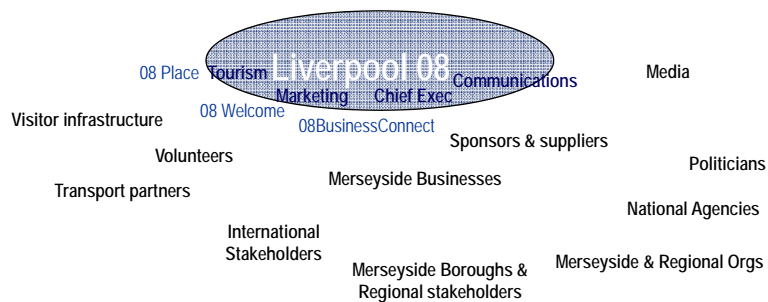 Liverpool 08
08 Place
Tourism
Communications
Media
Marketing
Chief Exec
08 Welcome
Visitor infrastructure
08BusinessConnect
Sponsors & suppliers
Volunteers
Politicians
Merseyside Businesses
Transport partners
National Agencies
International
Stakeholders
Merseyside Boroughs &
Regional stakeholders
Merseyside & Regional Orgs